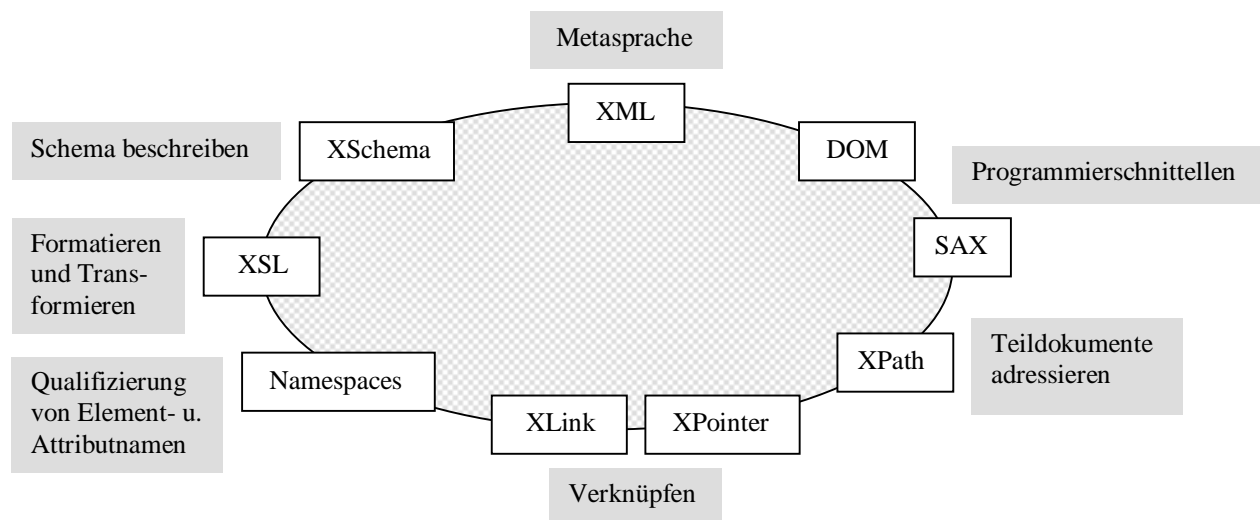 Metasprache
XML
Schema beschreiben
XSchema
DOM
Programmierschnittellen
Formatieren
und Trans-
formieren
XSL
SAX
Qualifizierung
von Element- u.
Attributnamen
Namespaces
XPath
Teildokumente
adressieren
XLink
XPointer
Verknüpfen